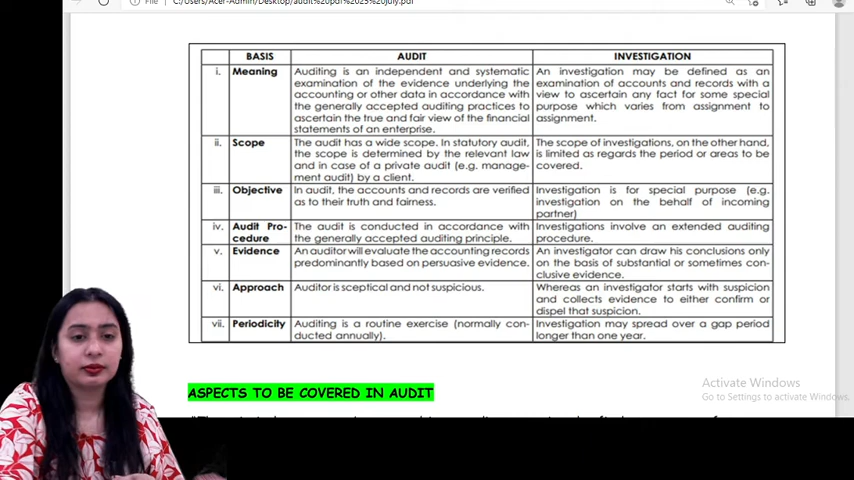 File | C:/Users/Acer-Admin/Desktop/audit%20pdf%2025%20july.pdf
BASIS AUDIT INVESTIGATION
i. Meaning Auditing is an independent and systematic An investigation may be defined as an
examination of the evidence underlying the examination of accounts and records with a
accounting or other data in accordance with view to ascertain any fact for some special
the generally accepted auditing practices to purpose which varies from assignment to
ascertain the true and fair view of the financial assignment.
statements of an enterprise.
ii. Scope The audit has a wide scope. In statutory audit, The scope of investigations, on the other hand,
the scope is determined by the relevant law is limited as regards the period or areas to be
and in case of a private audit (e.g. manage- covered.
ment audit) by a client.
iii. Objective In audit, the accounts and records are verified Investigation is for special purpose (e.g.
as to their truth and fairness. investigation on the behalf of incoming
partner)
iv. Audit Pro- The audit is conducted in accordance with Investigations involve an extended auditing
cedure the generally accepted auditing principle. procedure.
v. Evidence An auditor will evaluate the accounting records An investigator can draw his conclusions only
predominantly based on persuasive evidence. on the basis of substantial or sometimes con-
clusive evidence.
vi. Approach Auditor is sceptical and not suspicious. Whereas an investigator starts with suspicion
and collects evidence to either confirm or
dispel that suspicion.
vii. Periodicity Auditing is a routine exercise (normally con- Investigation may spread over a gap period
ducted annually). longer than one year.
ASPECTS TO BE COVERED IN AUDIT
Activate Windows
Go to Settings to activate Windows.